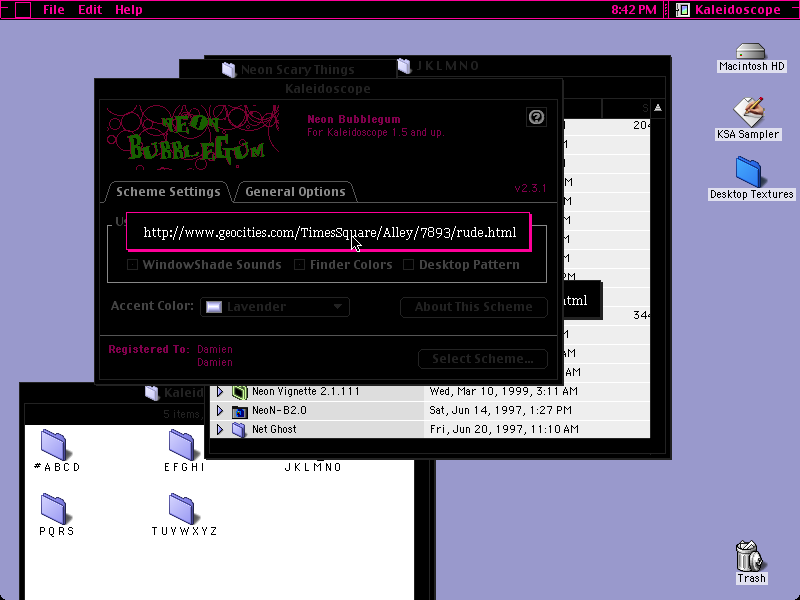 File Edit Help
8:42 PM Kaleidoscope
Macintosh HD
KSA Sampler
Desktop Textures
Trash
Neon Scary Things
JKLMNO
Kaleidoscope
NEON
BUBBLEGUM
Neon Bubblegum
For Kaleidoscope 1.5 and up.
v2.3.1
Scheme Settings
General Options
http://www.geocities.com/TimesSquare/Alley/7893/rude.html
WindowShade Sounds
Finder Colors
Desktop Pattern
Accent Color:
Lavender
About This Scheme
Registered To: Damien
Damien
Select Scheme...
html
204
344
Neon Vignette 2.1.111 Wed, Mar 10, 1999, 3:11 AM
NeoN-B2.0 Sat, Jun 14, 1997, 1:27 PM
Net Ghost Fri, Jun 20, 1997, 11:10 AM
Kaleid
5 items,
#ABCD
EFGHI
JKLMNO
PQRS
TUVWXYZ